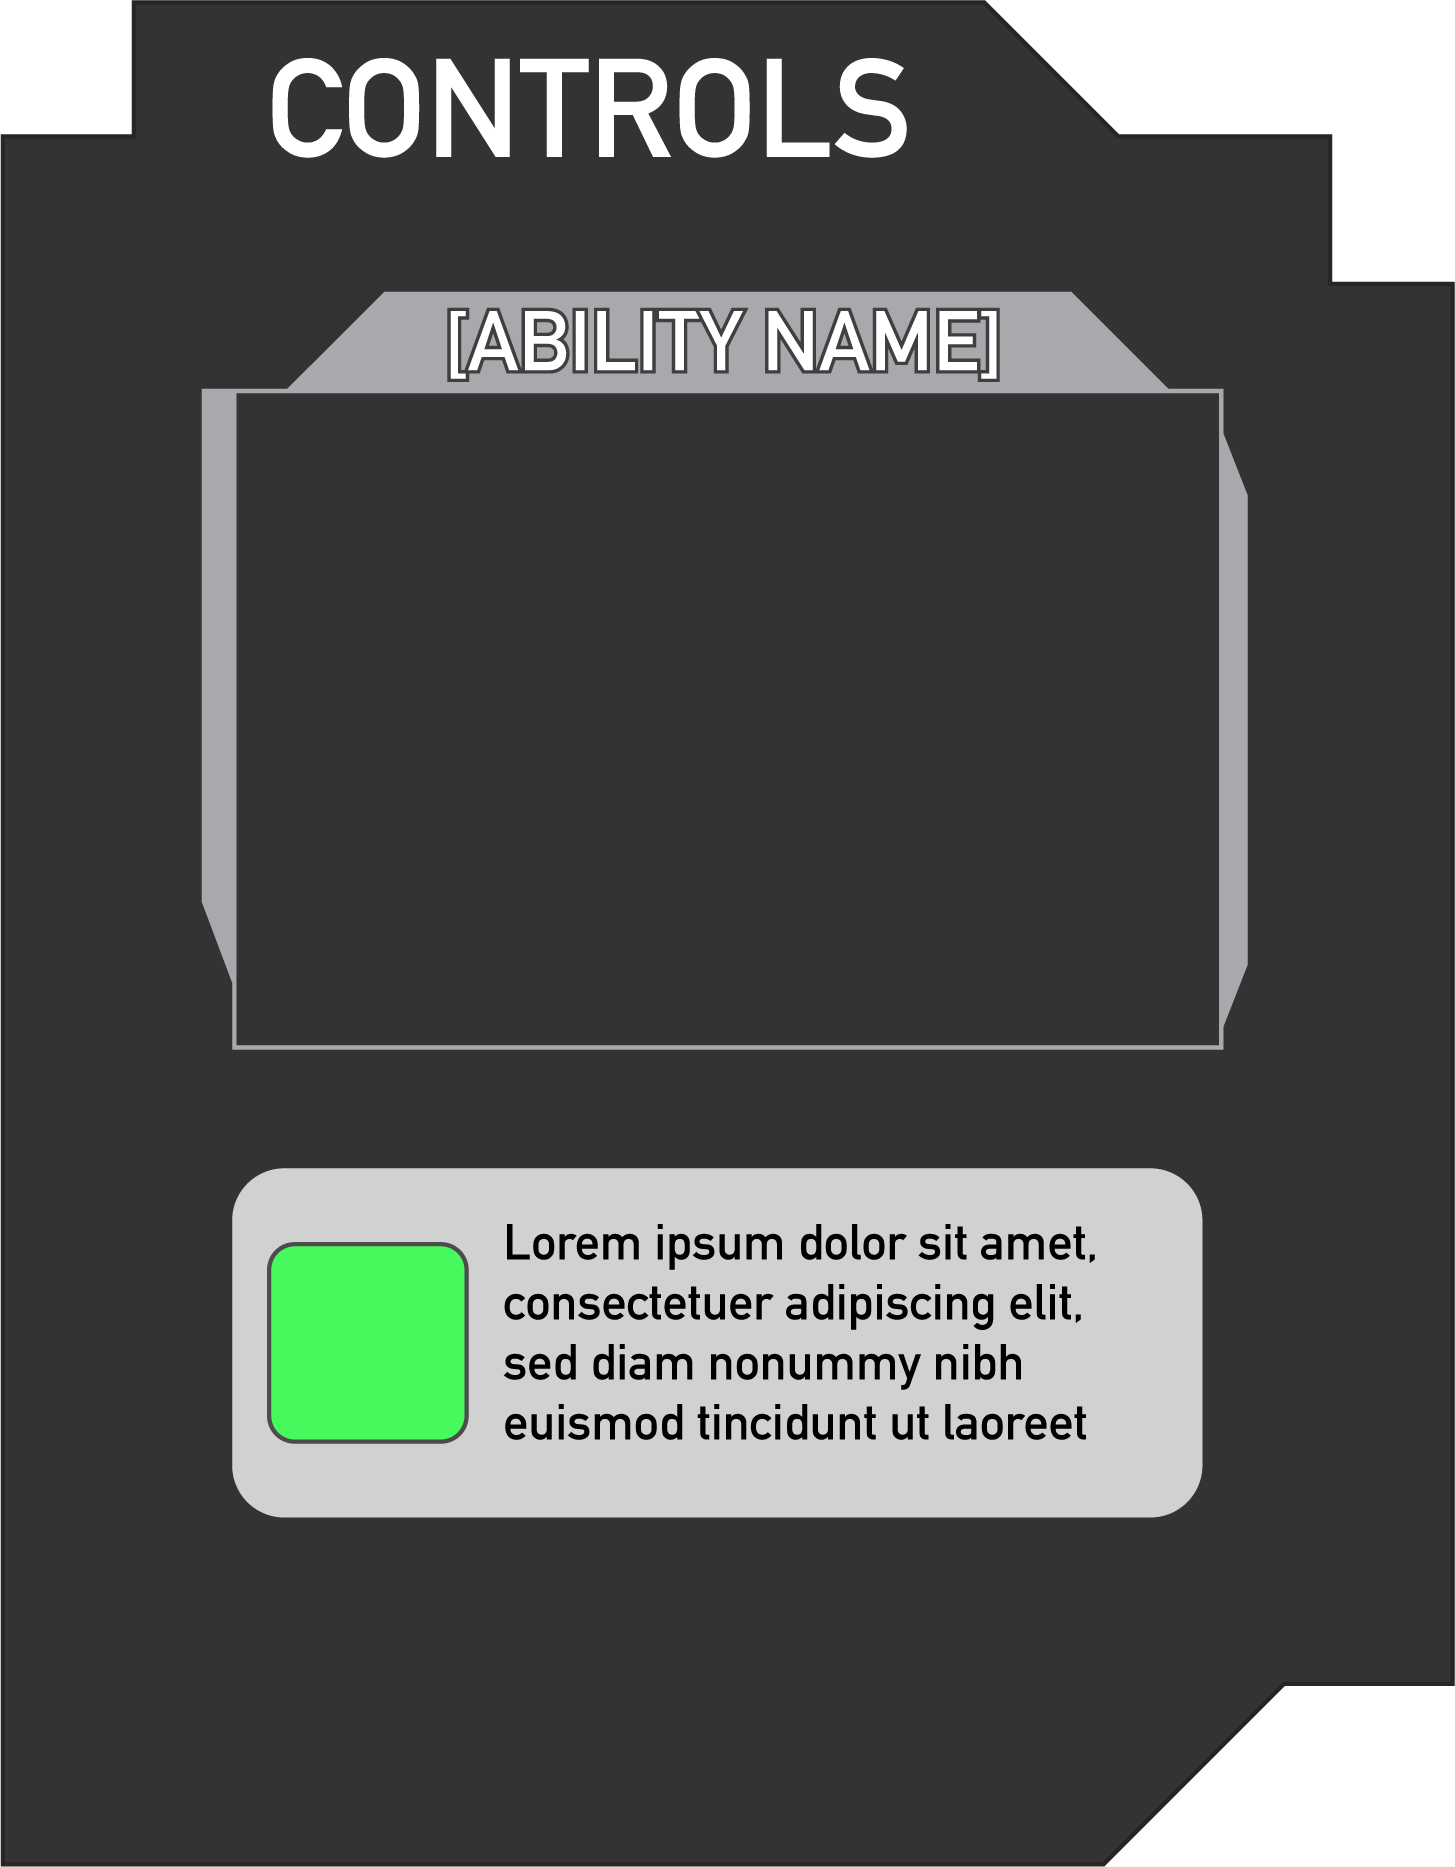 CONTROLS
[ABILITY NAME]
Lorem ipsum dolor sit amet,
consectetuer adipiscing elit,
sed diam nonummy nibh
euismod tincidunt ut laoreet